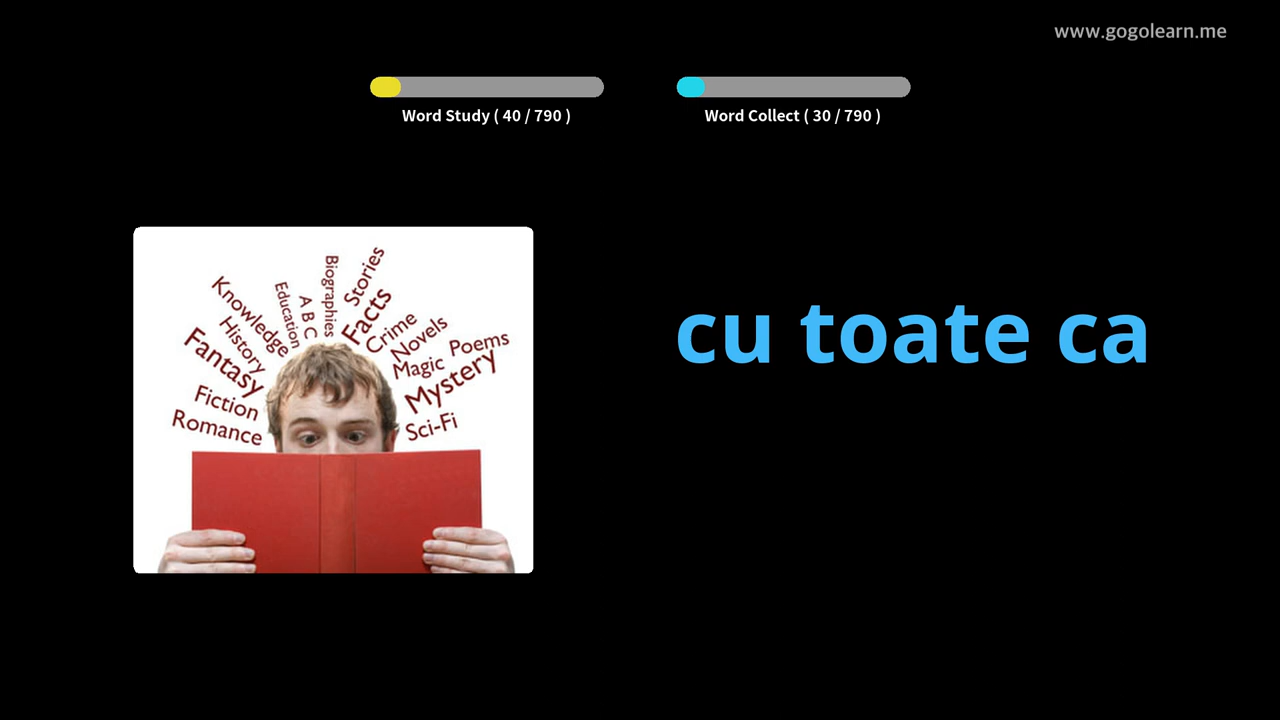 www.gogolearn.me
Word Study ( 40 / 790 )
Word Collect ( 30 / 790 )
cu toate ca
Knowledge
Education
A B C
Biographies
Stories
Facts
Crime
Novels
Poems
History
Fantasy
Magic
Mystery
Fiction
Romance
Sci-Fi